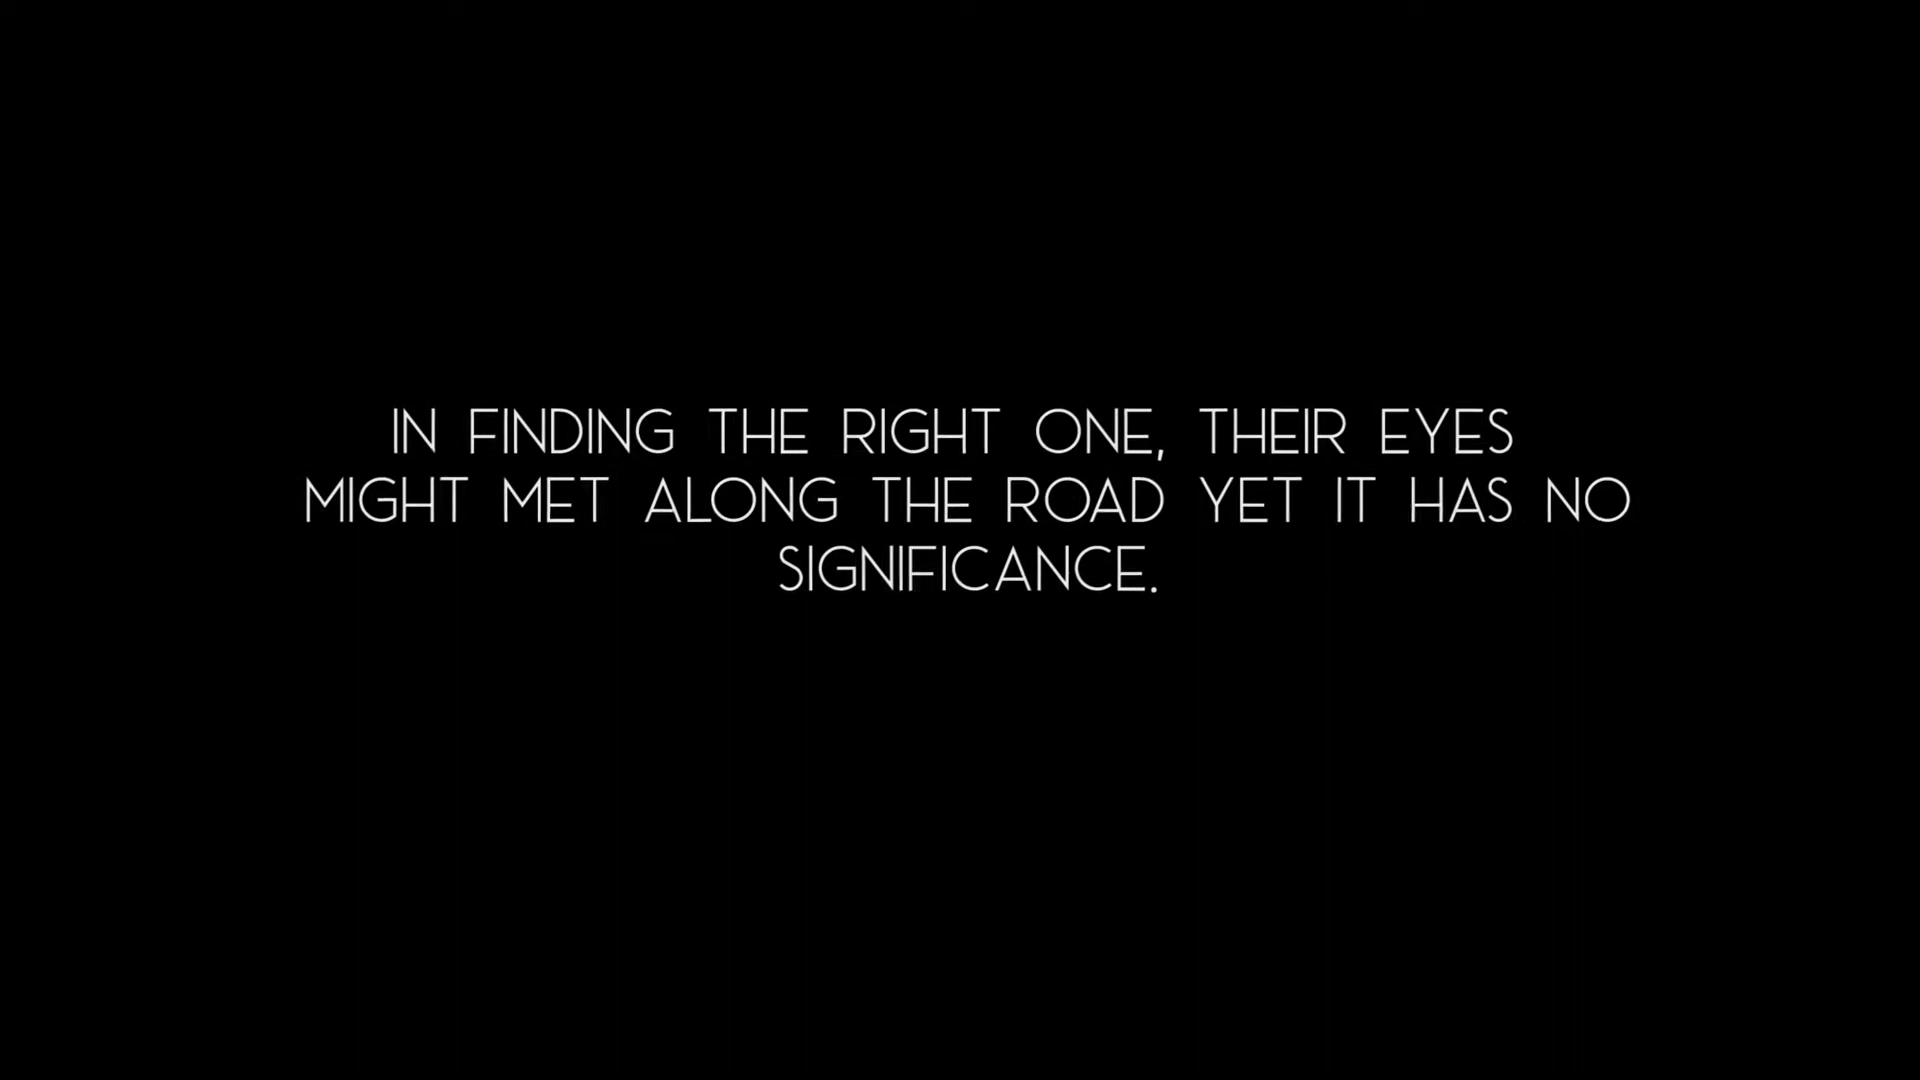 IN FINDING THE RIGHT ONE, THEIR EYES
MIGHT MET ALONG THE ROAD YET IT HAS NO
SIGNIFICANCE.